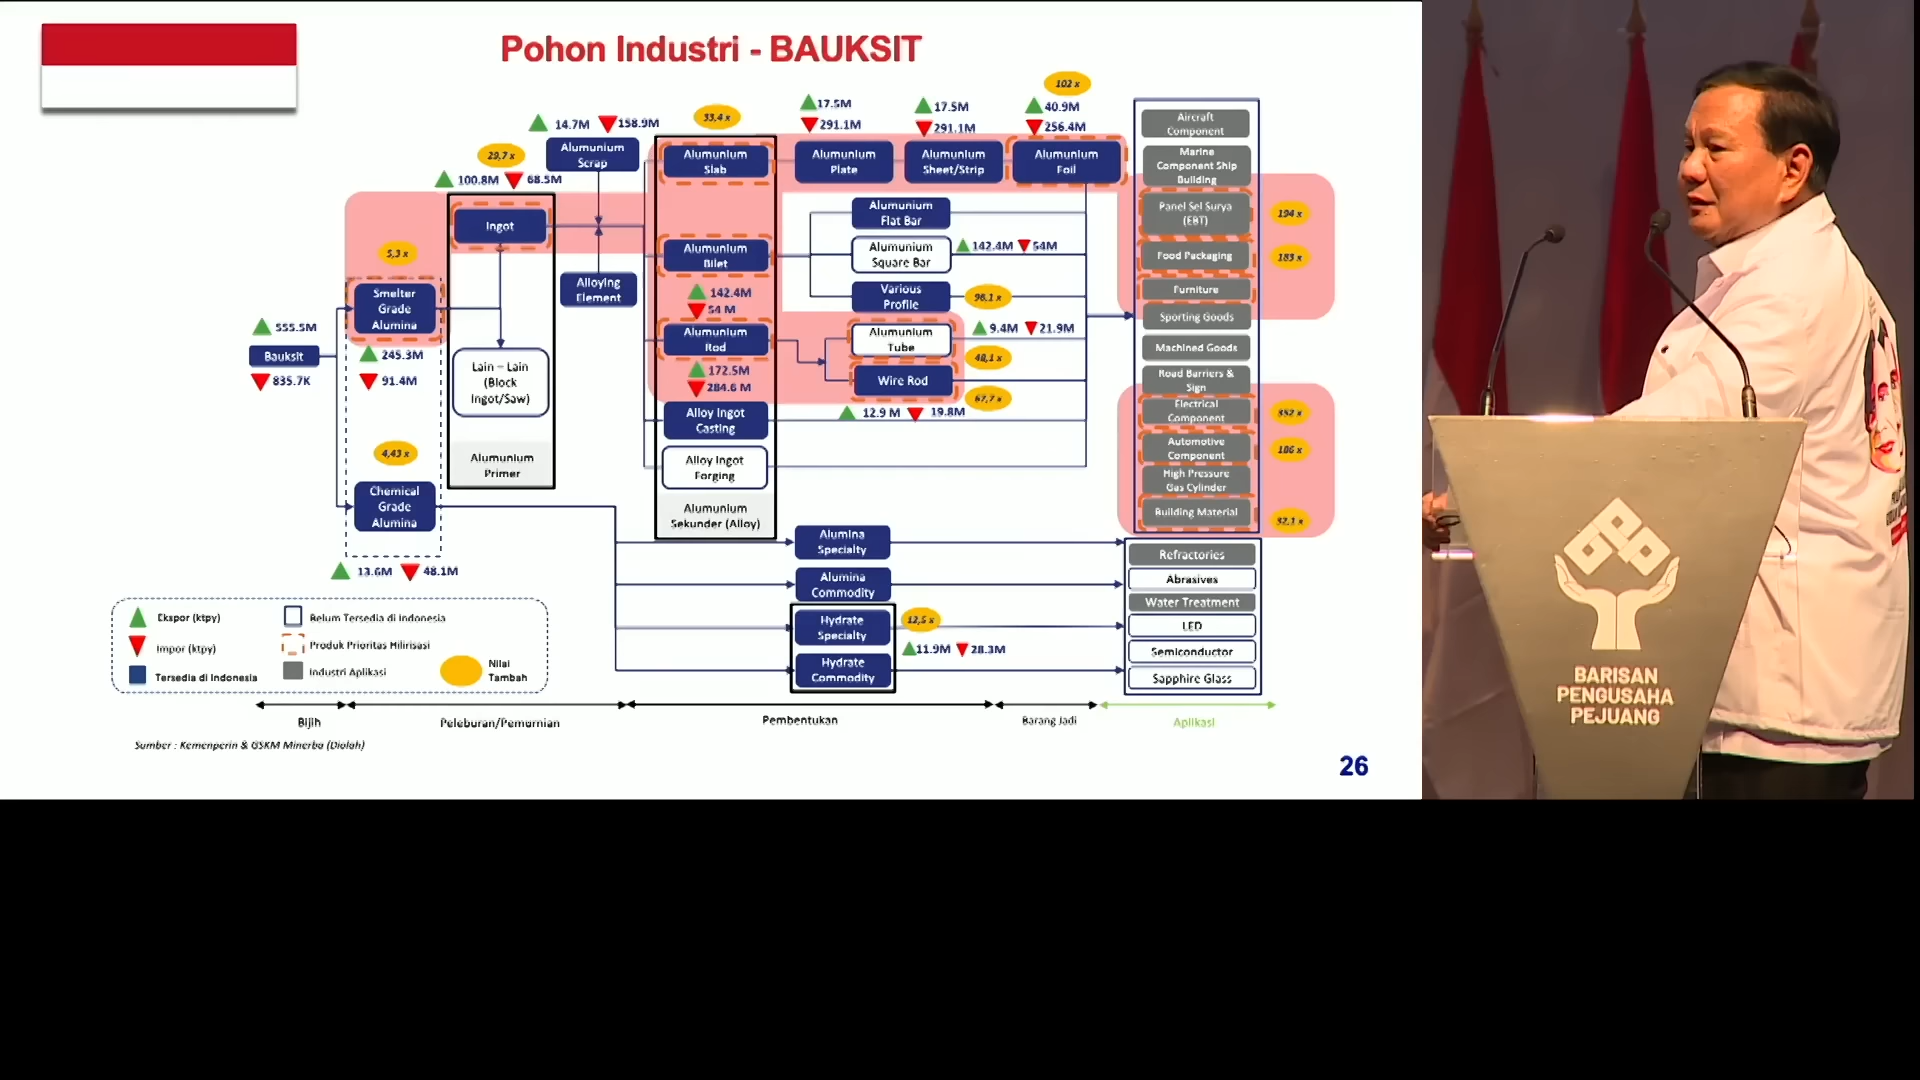 Pohon Industri - BAUKSIT
102 x
33,4 x
17.5M
291.1M
17.5M
291.1M
40.9M
256.4M
14.7M
158.9M
29,7 x
100.8M
68.5M
Alumunium
Scrap
Alumunium
Slab
Alumunium
Plate
Alumunium
Sheet/Strip
Alumunium
Foil
Aircraft
Component
Marine
Component Ship
Building
Panel Sel Surya
(EBT)
194 x
Food Packaging
183 x
Furniture
Sporting Goods
Machined Goods
Road Barriers &
Sign
Electrical
Component
352 x
Automotive
Component
106 x
High Pressure
Gas Cylinder
Building Material
32,1 x
Ingot
5,3 x
Smelter
Grade
Alumina
Alloying
Element
Alumunium
Bilet
142.4M
54 M
Alumunium
Rod
172.5M
284.6 M
Alloy Ingot
Casting
Alloy Ingot
Forging
Alumunium
Sekunder (Alloy)
Alumunium
Flat Bar
Alumunium
Square Bar
142.4M
54M
Various
Profile
96,1 x
Alumunium
Tube
9.4M
21.9M
48,1 x
Wire Rod
67,7 x
12.9 M
19.8M
555.5M
Bauksit
835.7K
245.3M
91.4M
Lain – Lain
(Block
Ingot/Saw)
Alumunium
Primer
4,43 x
Chemical
Grade
Alumina
13.6M
48.1M
Alumina
Specialty
Alumina
Commodity
Hydrate
Specialty
12,5 x
11.9M
28.3M
Hydrate
Commodity
Refractories
Abrasives
Water Treatment
LED
Semiconductor
Sapphire Glass
Ekspor (ktpy)
Impor (ktpy)
Tersedia di Indonesia
Belum Tersedia di Indonesia
Produk Prioritas Hilirisasi
Industri Aplikasi
Nilai
Tambah
Bijih
Peleburan/Pemurnian
Pembentukan
Barang Jadi
Aplikasi
Sumber : Kemenperin & GSKM Minerba (Diolah)
26
BARISAN
PENGUSAHA
PEJUANG